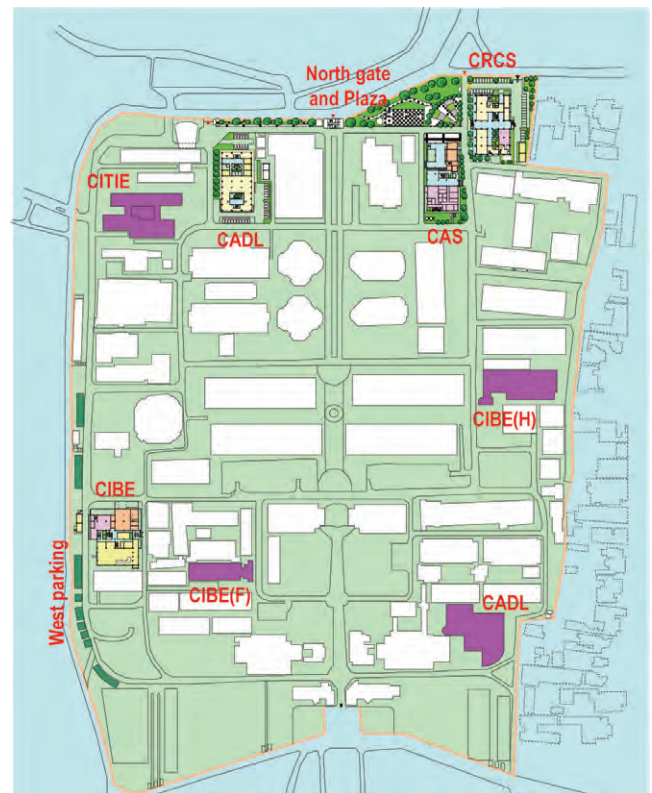 CRCS
North gate
and Plaza
CITIE
CADL
CAS
CIBE(H)
CIBE
West parking
CIBE(F)
CADL